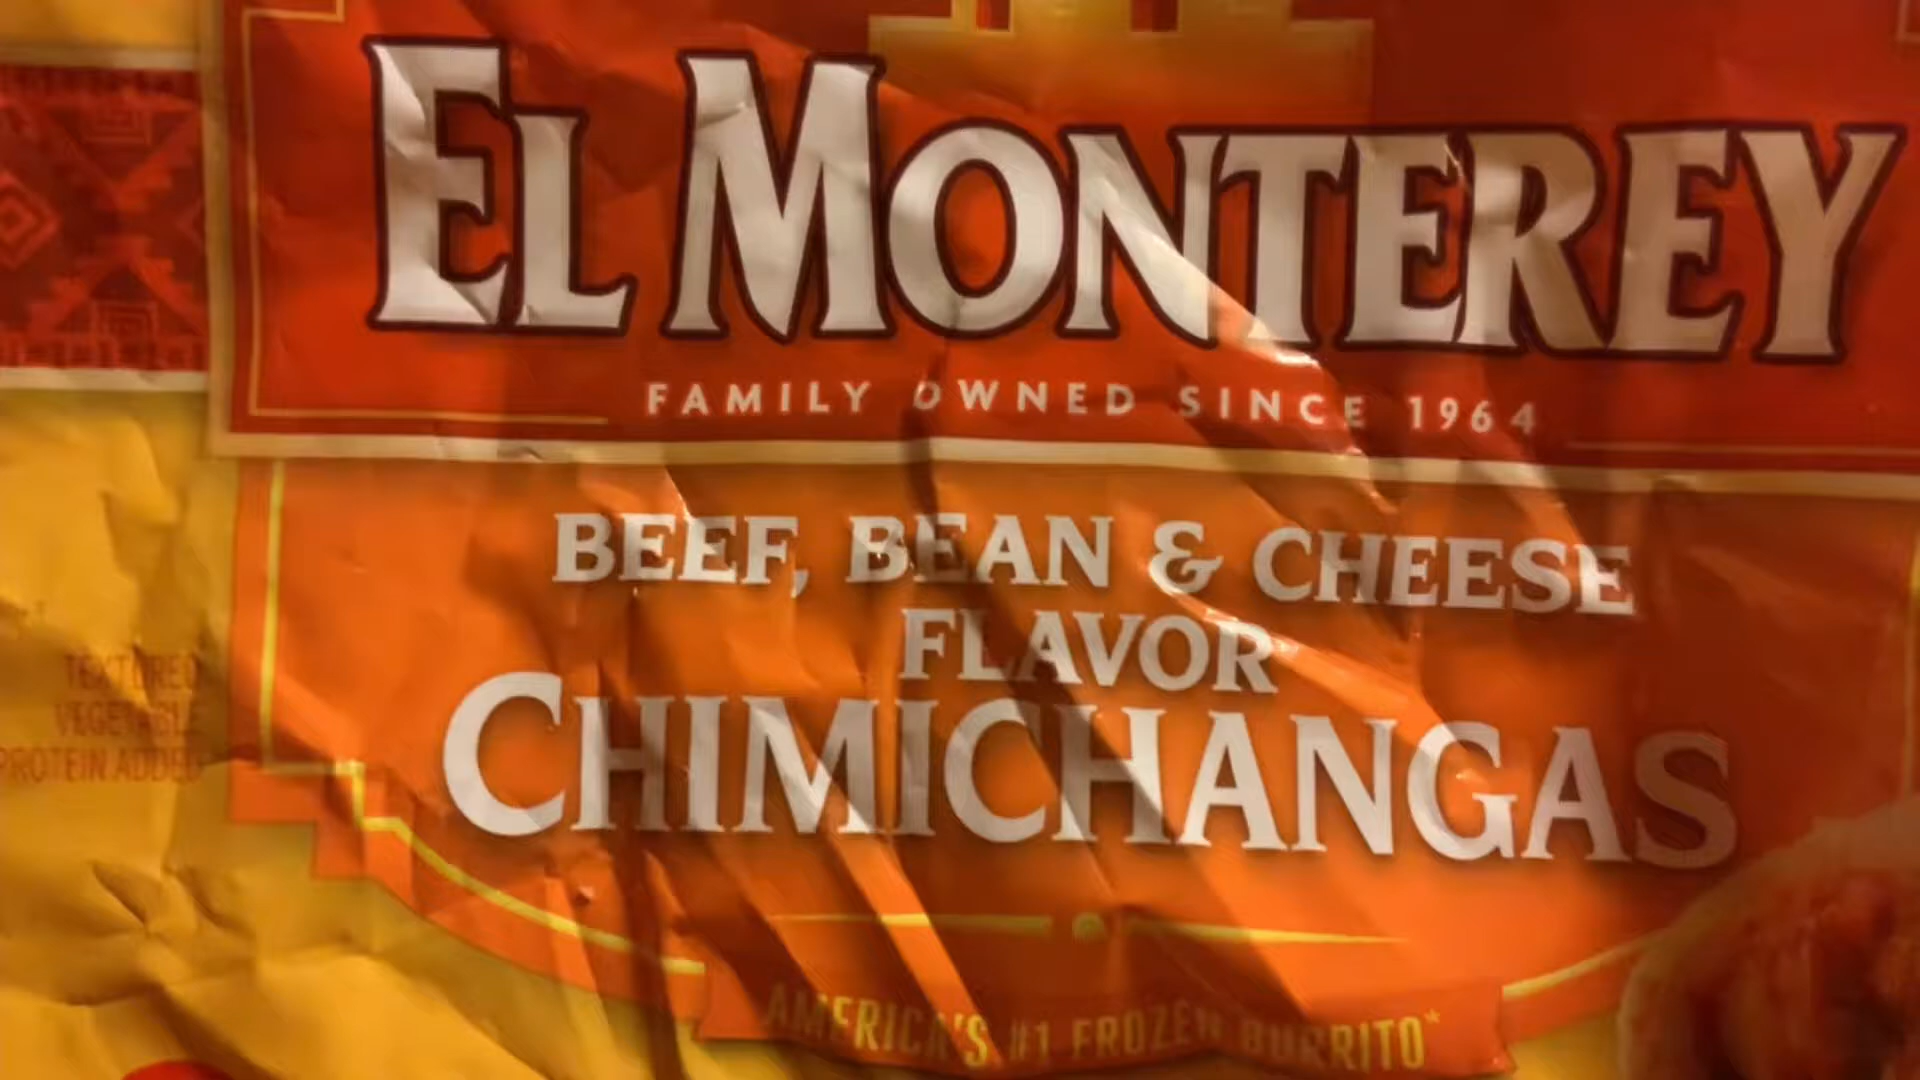 EL MONTEREY
FAMILY OWNED SINCE 1964
BEEF, BEAN & CHEESE
FLAVOR
CHIMICHANGAS
TEXTURED
VEGETABLE
PROTEIN ADDED
AMERICA'S #1 FROZEN BURRITO*